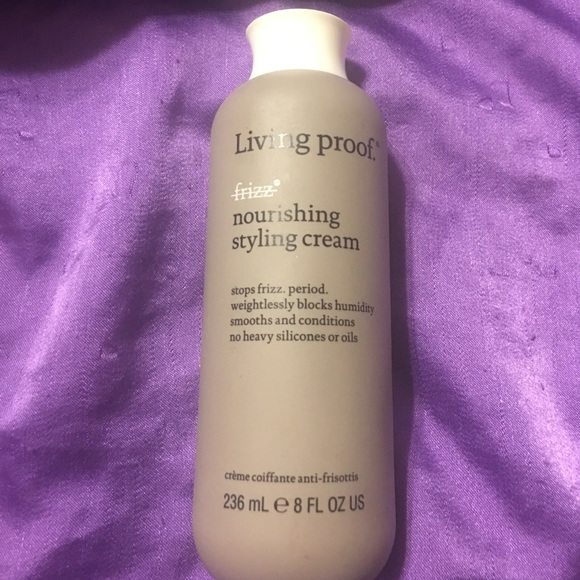 Living proof.®
frizz®
nourishing
styling cream
stops frizz. period.
weightlessly blocks humidity
smooths and conditions
no heavy silicones or oils
crème coiffante anti-frisottis
236 mL ℮ 8 FL OZ US